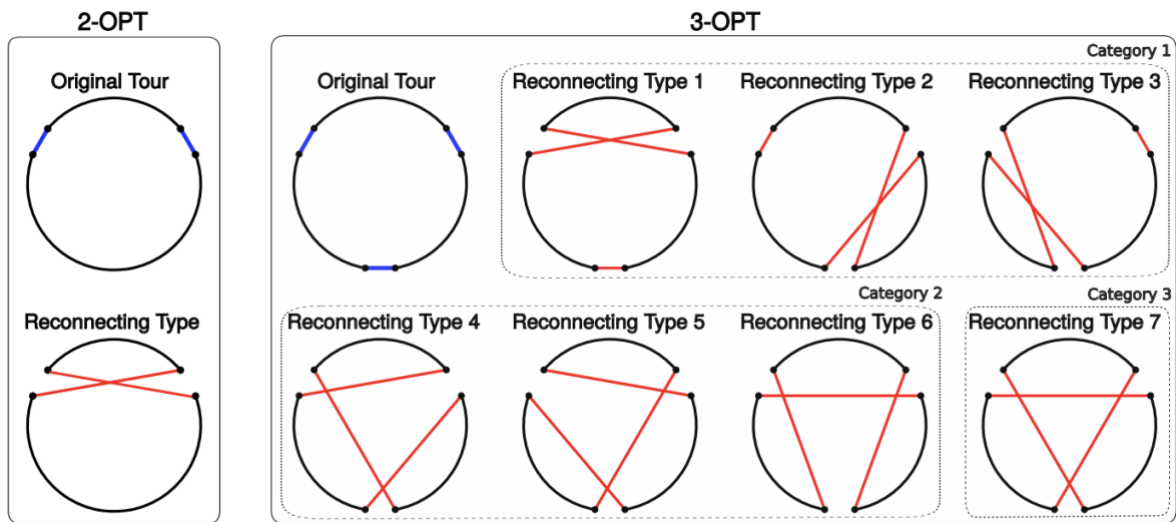 2-OPT
Original Tour
Reconnecting Type
3-OPT
Category 1
Original Tour
Reconnecting Type 1
Reconnecting Type 2
Reconnecting Type 3
Category 2
Category 3
Reconnecting Type 4
Reconnecting Type 5
Reconnecting Type 6
Reconnecting Type 7